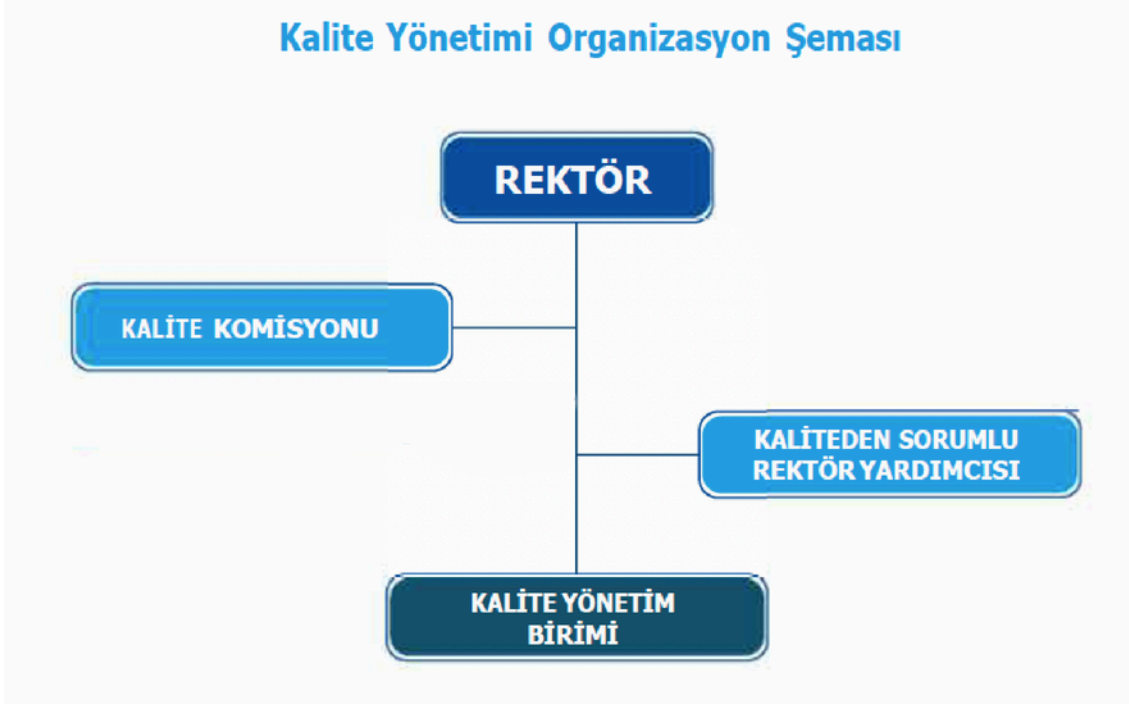 Kalite Yönetimi Organizasyon Şeması
REKTÖR
KALİTE KOMİSYONU
KALİTEDEN SORUMLU
REKTÖR YARDIMCISI
KALİTE YÖNETİM
BİRİMİ